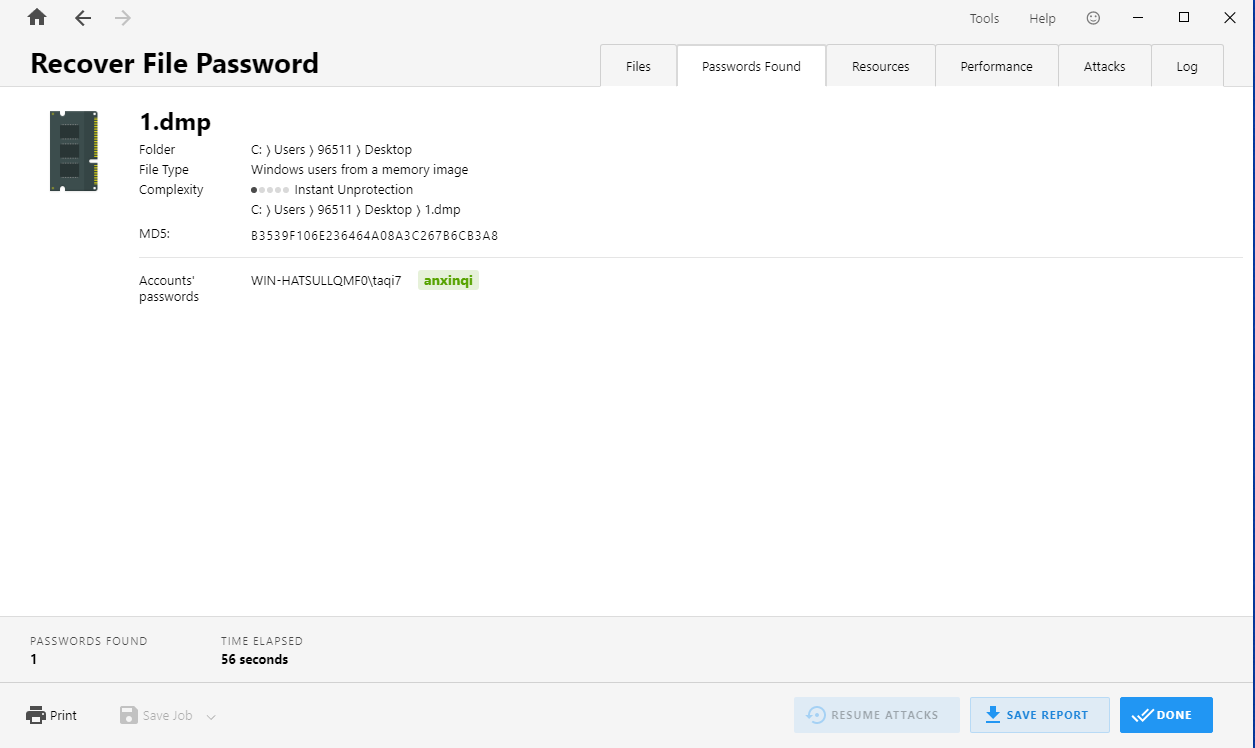 Tools Help
Recover File Password
Files Passwords Found Resources Performance Attacks Log
1.dmp
Folder C: 〉Users 〉96511 〉Desktop
File Type Windows users from a memory image
Complexity Instant Unprotection
C: 〉Users 〉96511 〉Desktop 〉1.dmp
MD5: B3539F106E236464A08A3C267B6CB3A8
Accounts' WIN-HATSULLQMF0\taqi7 anxinqi
passwords
PASSWORDS FOUND TIME ELAPSED
1 56 seconds
Print Save Job RESUME ATTACKS SAVE REPORT DONE